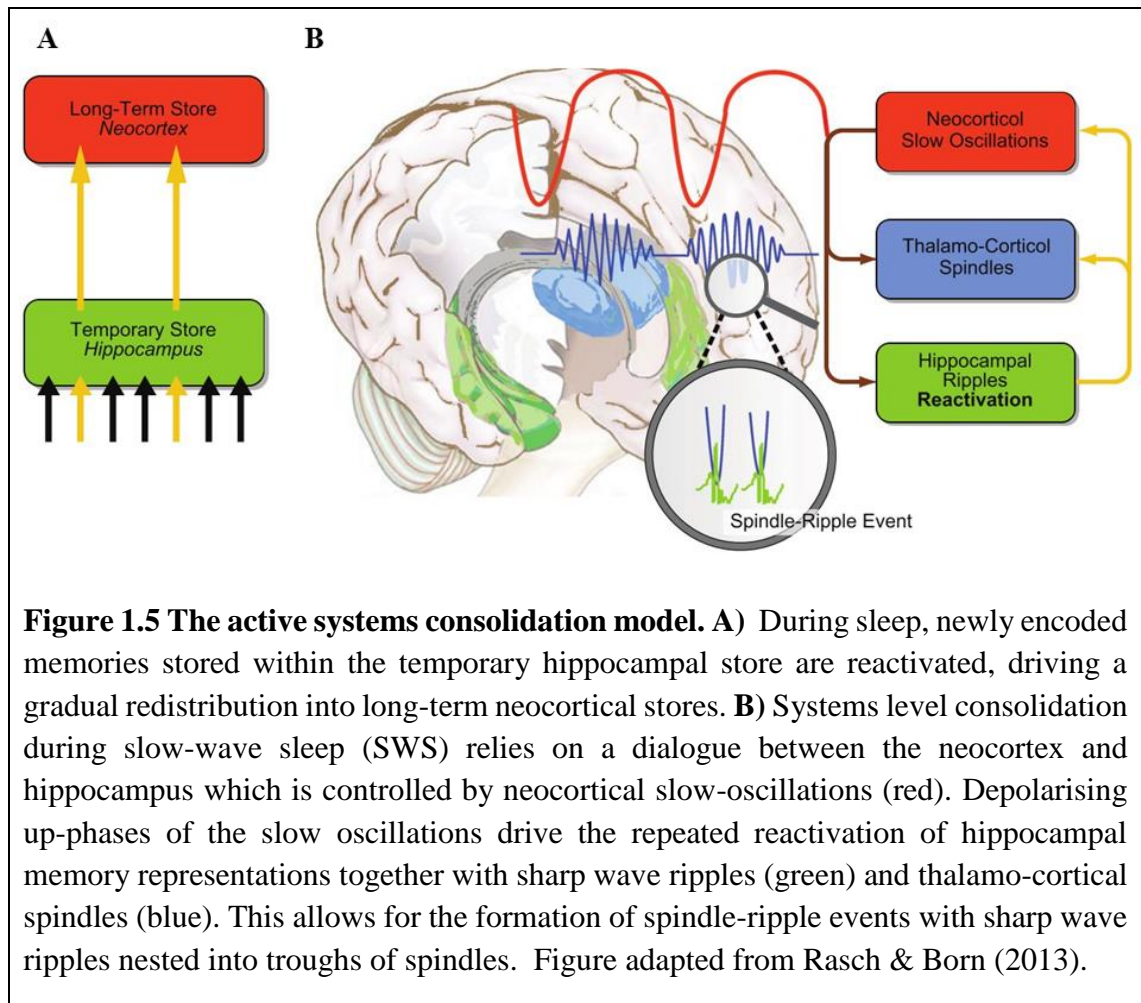 A
B
Long-Term Store
Neocortex
Temporary Store
Hippocampus
Neocorticol
Slow Oscillations
Thalamo-Corticol
Spindles
Hippocampal
Ripples
Reactivation
Spindle-Ripple Event
Figure 1.5 The active systems consolidation model. A) During sleep, newly encoded
memories stored within the temporary hippocampal store are reactivated, driving a
gradual redistribution into long-term neocortical stores. B) Systems level consolidation
during slow-wave sleep (SWS) relies on a dialogue between the neocortex and
hippocampus which is controlled by neocortical slow-oscillations (red). Depolarising
up-phases of the slow oscillations drive the repeated reactivation of hippocampal
memory representations together with sharp wave ripples (green) and thalamo-cortical
spindles (blue). This allows for the formation of spindle-ripple events with sharp wave
ripples nested into troughs of spindles. Figure adapted from Rasch & Born (2013).